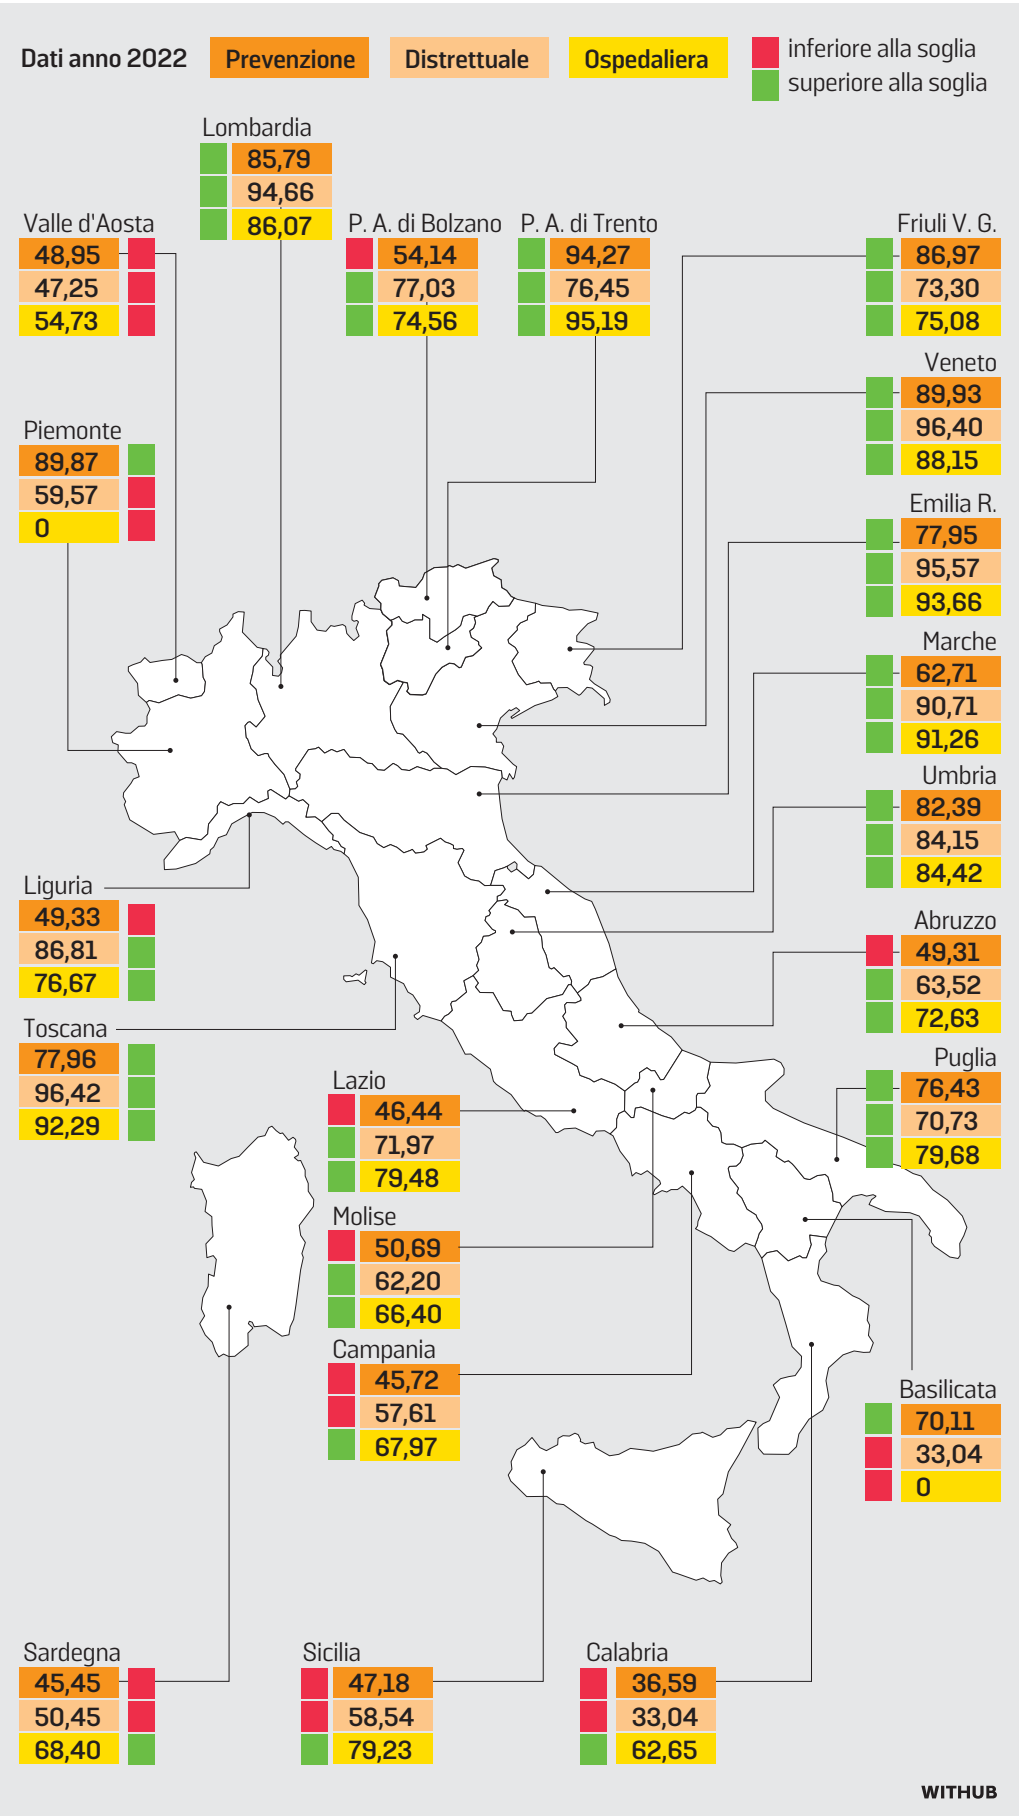 Dati anno 2022
Prevenzione
Distrettuale
Ospedaliera
inferiore alla soglia
superiore alla soglia
Lombardia
85,79
94,66
86,07
Valle d'Aosta
48,95
47,25
54,73
P. A. di Bolzano
54,14
77,03
74,56
P. A. di Trento
94,27
76,45
95,19
Friuli V. G.
86,97
73,30
75,08
Veneto
89,93
96,40
88,15
Piemonte
89,87
59,57
0
Emilia R.
77,95
95,57
93,66
Marche
62,71
90,71
91,26
Umbria
82,39
84,15
84,42
Liguria
49,33
86,81
76,67
Abruzzo
49,31
63,52
72,63
Toscana
77,96
96,42
92,29
Puglia
76,43
70,73
79,68
Lazio
46,44
71,97
79,48
Molise
50,69
62,20
66,40
Campania
45,72
57,61
67,97
Basilicata
70,11
33,04
0
Sardegna
45,45
50,45
68,40
Sicilia
47,18
58,54
79,23
Calabria
36,59
33,04
62,65
WITHUB